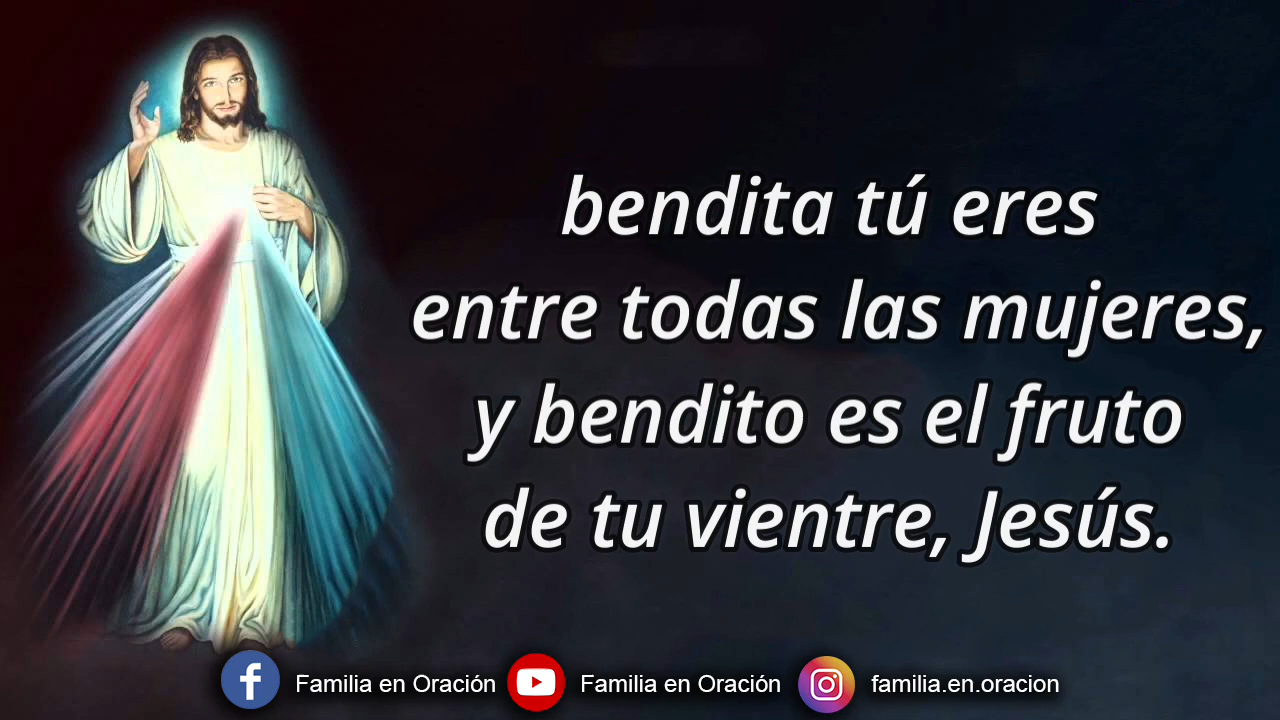 bendita tú eres
entre todas las mujeres,
y bendito es el fruto
de tu vientre, Jesús.
Familia en Oración Familia en Oración familia.en.oracion